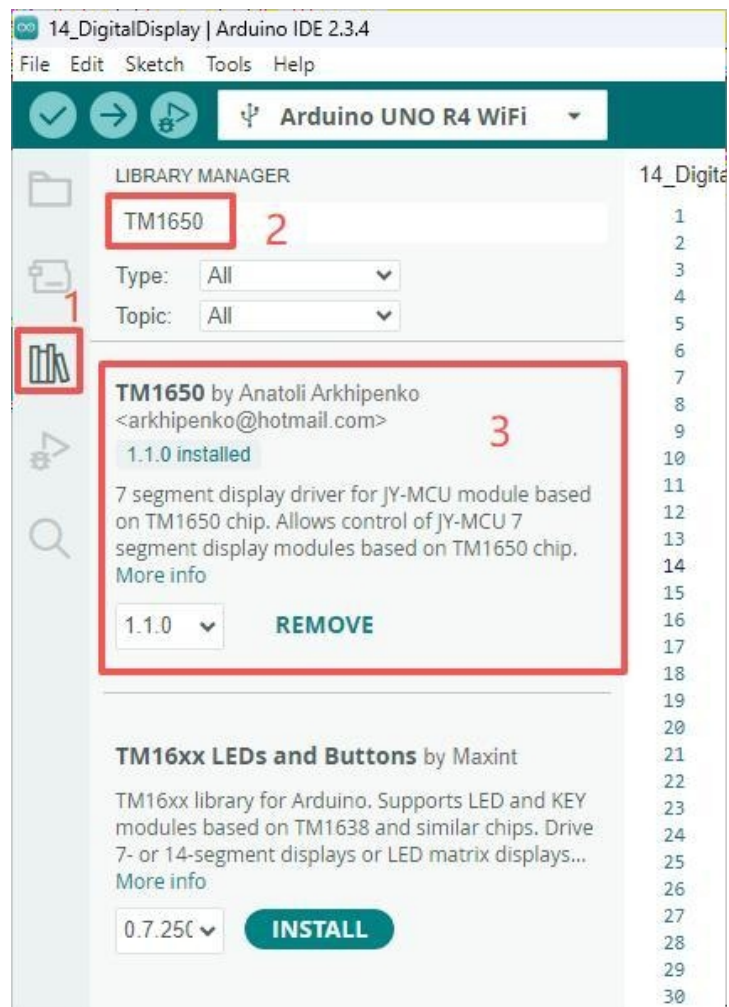 14_DigitalDisplay | Arduino IDE 2.3.4
File Edit Sketch Tools Help
Arduino UNO R4 WiFi
LIBRARY MANAGER
TM1650
2
Type: All
Topic: All
1
TM1650 by Anatoli Arkhipenko
<arkhipenko@hotmail.com>
3
1.1.0 installed
7 segment display driver for JY-MCU module based
on TM1650 chip. Allows control of JY-MCU 7
segment display modules based on TM1650 chip.
More info
1.1.0
REMOVE
TM16xx LEDs and Buttons by Maxint
TM16xx library for Arduino. Supports LED and KEY
modules based on TM1638 and similar chips. Drive
7- or 14-segment displays or LED matrix displays...
More info
0.7.250
INSTALL
14_Digita
1
2
3
4
5
6
7
8
9
10
11
12
13
14
15
16
17
18
19
20
21
22
23
24
25
26
27
28
29
30